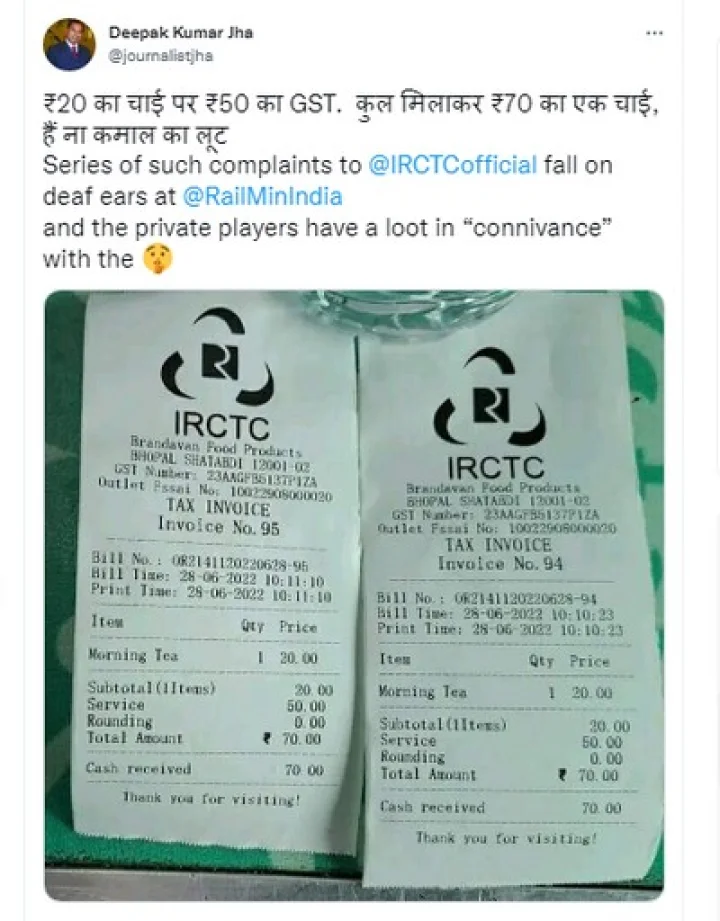 Deepak Kumar Jha
@journalistjha
₹20 का चाई पर ₹50 का GST. कुल मिलाकर ₹70 का एक चाई,
हैं ना कमाल का लूट
Series of such complaints to @IRCTCofficial fall on
deaf ears at @RailMinIndia
and the private players have a loot in “connivance”
with the 🤫
IRCTC
Brandavan Food Products
BHOPAL SHATABDI 12001-02
GST Number: 23AAGFB5137P1ZA
Outlet Fssai No: 10022908000020
TAX INVOICE
Invoice No. 95
Bill No.: OR2141120220628-95
Bill Time: 28-06-2022 10:11:10
Print Time: 28-06-2022 10:11:10
Item Qty Price
Morning Tea 1 20.00
Subtotal(1Items) 20.00
Service 50.00
Rounding 0.00
Total Amount ₹ 70.00
Cash received 70.00
Thank you for visiting!
IRCTC
Brandavan Food Products
BHOPAL SHATABDI 12001-02
GST Number: 23AAGFB5137P1ZA
Outlet Fssai No: 10022908000020
TAX INVOICE
Invoice No. 94
Bill No.: OR2141120220628-94
Bill Time: 28-06-2022 10:10:23
Print Time: 28-06-2022 10:10:23
Item Qty Price
Morning Tea 1 20.00
Subtotal(1Items) 20.00
Service 50.00
Rounding 0.00
Total Amount ₹ 70.00
Cash received 70.00
Thank you for visiting!